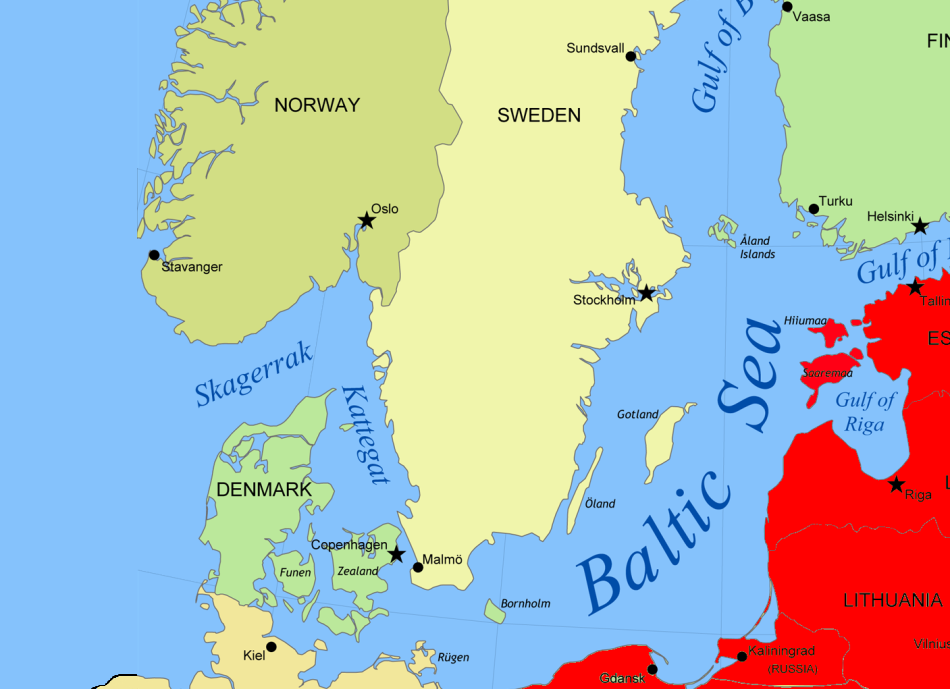 Vaasa
FIN
Sundsvall
Gulf of B
NORWAY
SWEDEN
Oslo
Turku
Helsinki
Åland
Islands
Stavanger
Gulf of
Stockholm
Tallin
Hiiumaa
ES
Skagerrak
Saaremaa
Sea
Kattegat
Gulf of
Riga
Gotland
DENMARK
L
Riga
Öland
Baltic
Copenhagen
Malmö
Funen
Zealand
Bornholm
LITHUANIA
Kiel
Rügen
Kaliningrad
(RUSSIA)
Vilnius
Gdansk